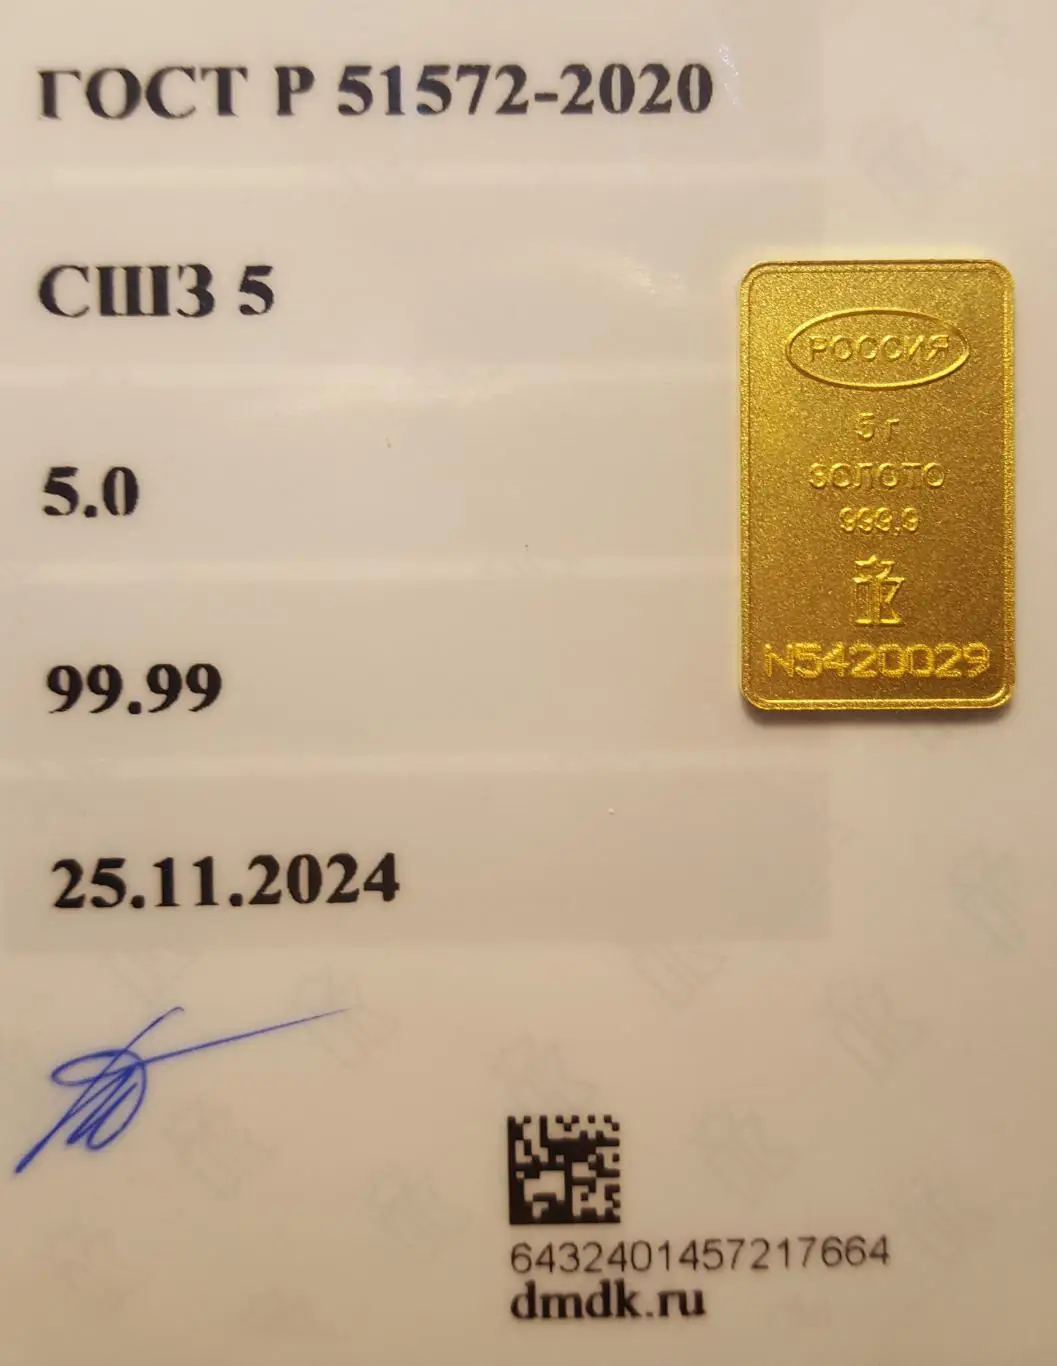 ГОСТ Р 51572-2020
СШЗ 5
5.0
99.99
25.11.2024
РОССИЯ
5 г
ЗОЛОТО
999,9
N5420029
6432401457217664
dmdk.ru